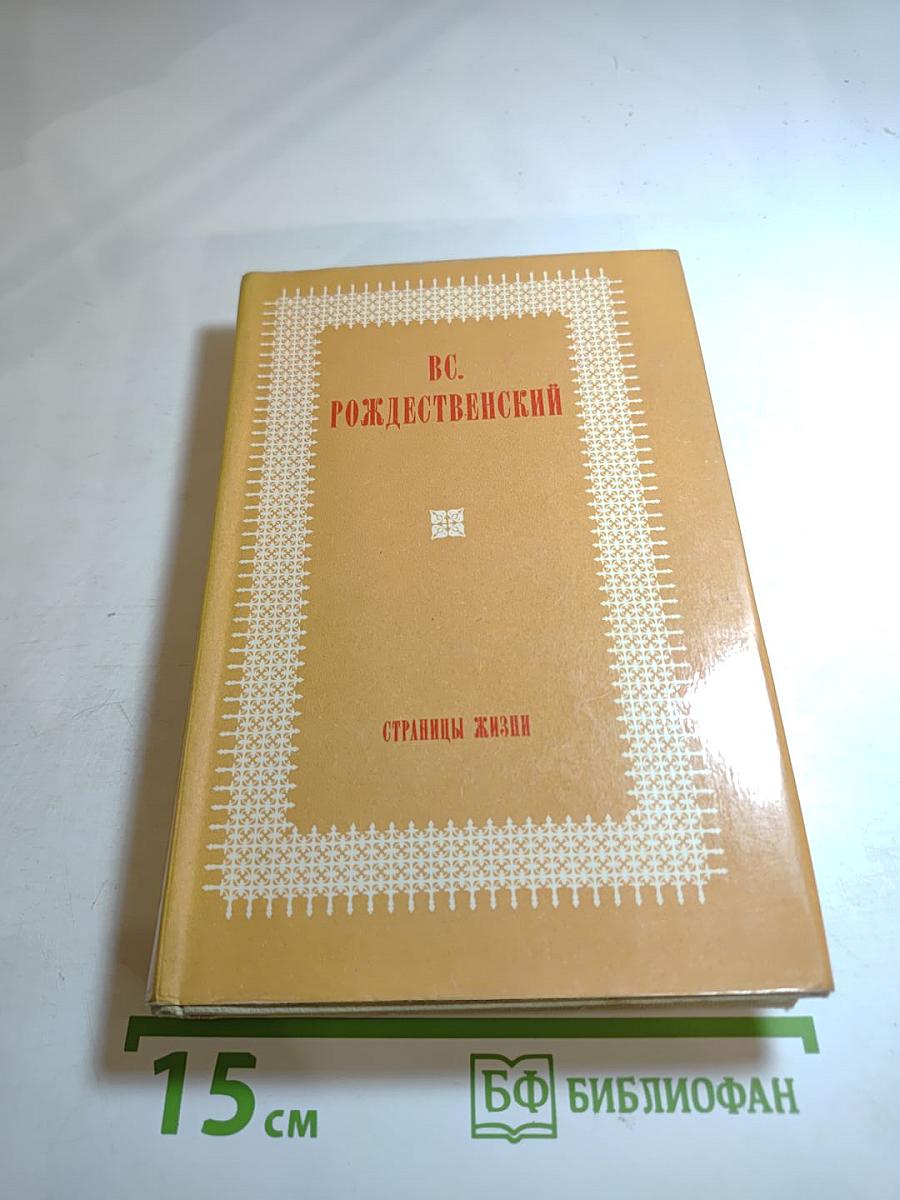 ВС.
РОЖДЕСТВЕНСКИЙ
СТРАНИЦЫ ЖИЗНИ
15 см
БФ БИБЛИОФАН